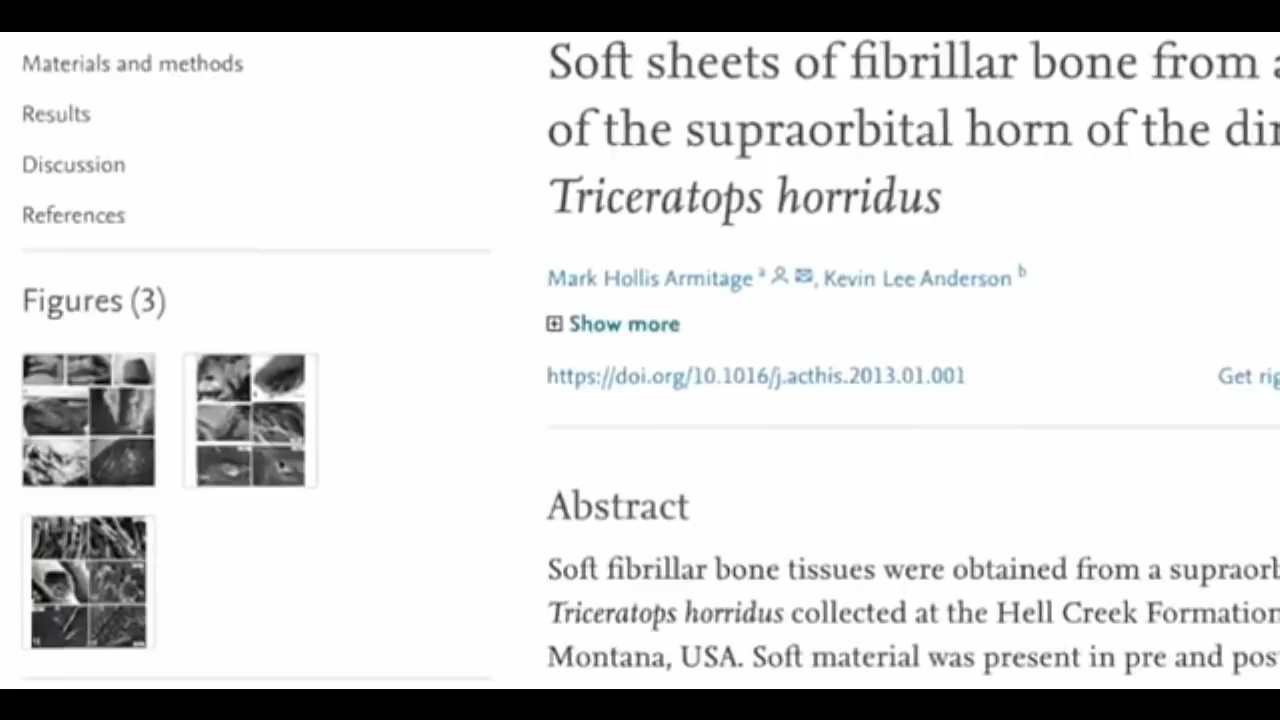 Materials and methods
Results
Discussion
References
Figures (3)
Soft sheets of fibrillar bone from a
of the supraorbital horn of the din
Triceratops horridus
Mark Hollis Armitage a, Kevin Lee Anderson b
Show more
https://doi.org/10.1016/j.acthis.2013.01.001
Get rig
Abstract
Soft fibrillar bone tissues were obtained from a supraorb
Triceratops horridus collected at the Hell Creek Formation
Montana, USA. Soft material was present in pre and pos